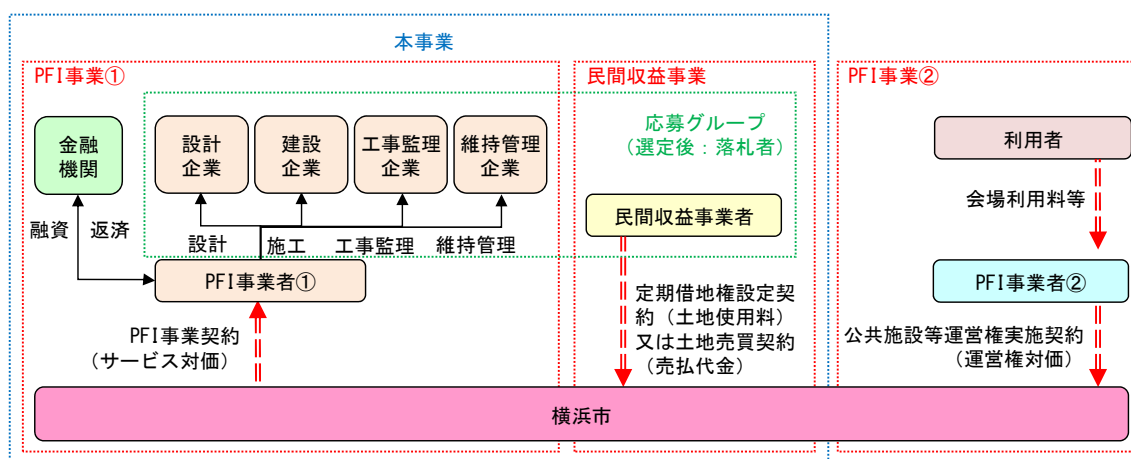 本事業
PFI事業①
民間収益事業
PFI事業②
応募グループ
(選定後：落札者)
金融
機関
設計
企業
建設
企業
工事監理
企業
維持管理
企業
利用者
民間収益事業者
会場利用料等
融資
返済
設計
施工
工事監理
維持管理
PFI事業者①
PFI事業者②
PFI事業契約
（サービス対価）
定期借地権設定契
約（土地使用料）
又は土地売買契約
（売払代金）
公共施設等運営権実施契約
（運営権対価）
横浜市